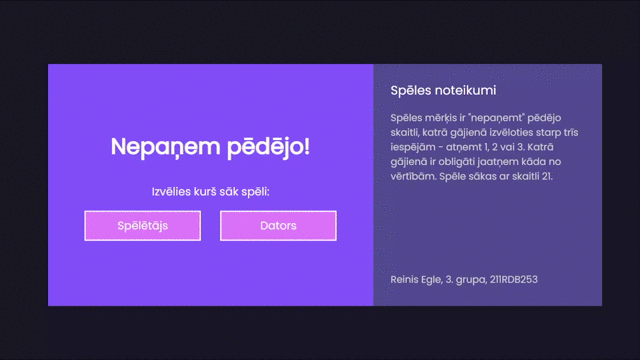 Nepaņem pēdējo!
Izvēlies kurš sāk spēli:
Spēlētājs
Dators
Spēles noteikumi
Spēles mērķis ir "nepaņemt" pēdējo
skaitli, katrā gājienā izvēloties starp trīs
iespējām - atņemt 1, 2 vai 3. Katrā
gājienā ir obligāti jaatņem kāda no
vērtībām. Spēle sākas ar skaitli 21.
Reinis Egle, 3. grupa, 211RDB253